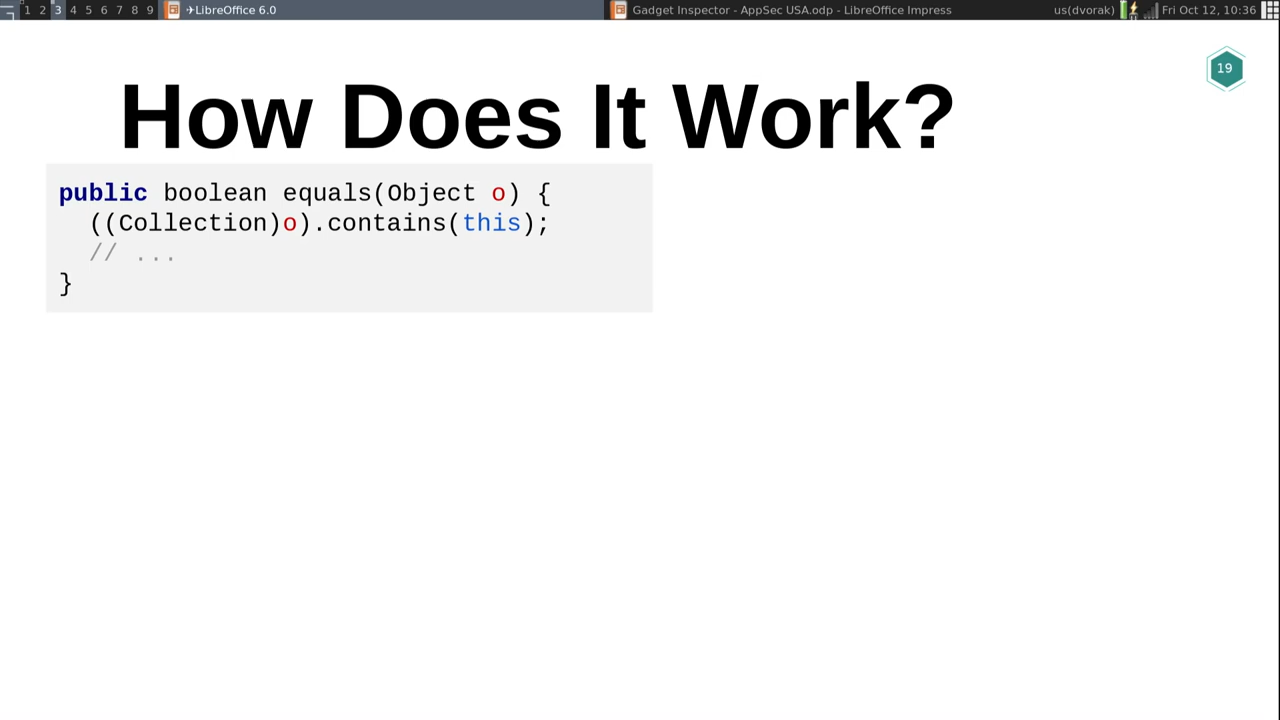 1 2 3 4 5 6 7 8 9 ✈LibreOffice 6.0 Gadget Inspector - AppSec USA.odp - LibreOffice Impress us(dvorak) Fri Oct 12, 10:36
19
How Does It Work?
public boolean equals(Object o) {
  ((Collection)o).contains(this);
  // ...
}